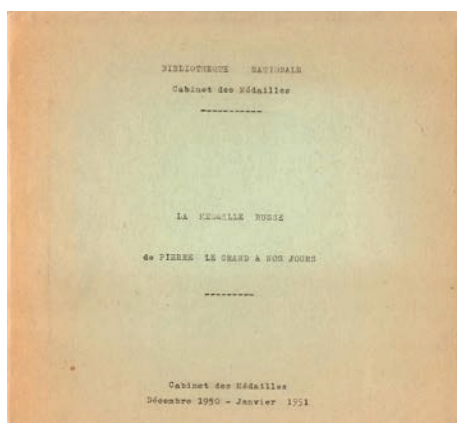 BIBLIOTHEQUE NATIONALE
Cabinet des Médailles
LA MEDAILLE RUSSE
de PIERRE LE GRAND A NOS JOURS
Cabinet des Médailles
Décembre 1950 - Janvier 1951